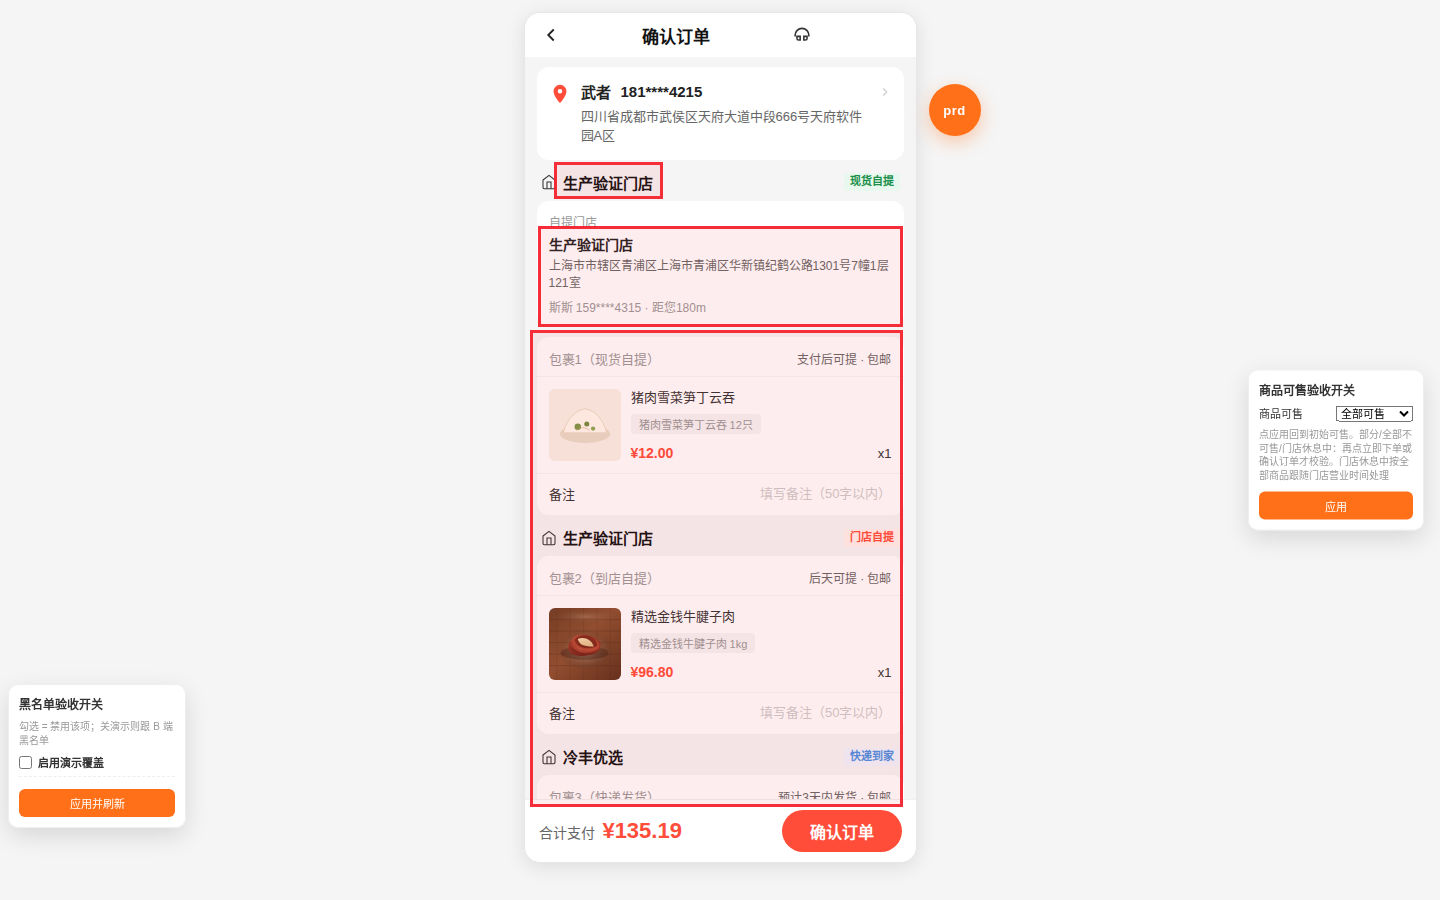 确认订单
武者 181****4215
四川省成都市武侯区天府大道中段666号天府软件
园A区
prd
生产验证门店
现货自提
自提门店
生产验证门店
上海市市辖区青浦区上海市青浦区华新镇纪鹤公路1301号7幢1层
121室
斯斯 159****4315 · 距您180m
包裹1（现货自提）
支付后可提 · 包邮
猪肉雪菜笋丁云吞
猪肉雪菜笋丁云吞 12只
¥12.00
x1
备注
填写备注（50字以内）
生产验证门店
门店自提
包裹2（到店自提）
后天可提 · 包邮
精选金钱牛腱子肉
精选金钱牛腱子肉 1kg
¥96.80
x1
备注
填写备注（50字以内）
冷丰优选
快递到家
包裹3（快递发货）
预计3天内发货 · 包邮
合计支付 ¥135.19
确认订单
商品可售验收开关
商品可售
全部可售
点应用回到初始可售。部分/全部不
可售/门店休息中：再点立即下单或
确认订单才校验。门店休息中按全
部商品跟随门店营业时间处理
应用
黑名单验收开关
勾选 = 禁用该项；关演示则跟 B 端
黑名单
启用演示覆盖
应用并刷新